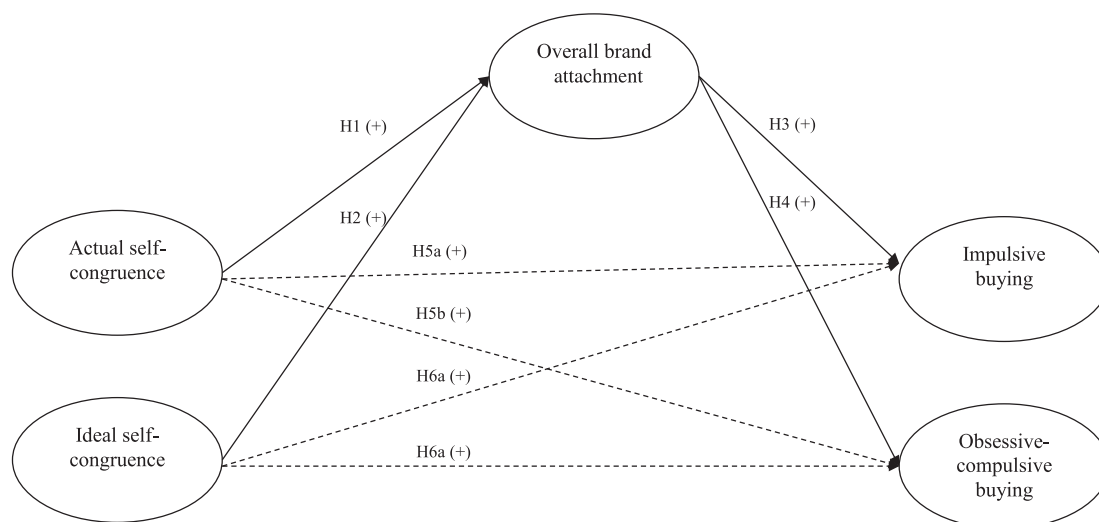 Overall brand
attachment
H1 (+)
H3 (+)
H2 (+)
H4 (+)
Actual self-
congruence
H5a (+)
Impulsive
buying
H5b (+)
H6a (+)
Ideal self-
congruence
H6a (+)
Obsessive-
compulsive
buying